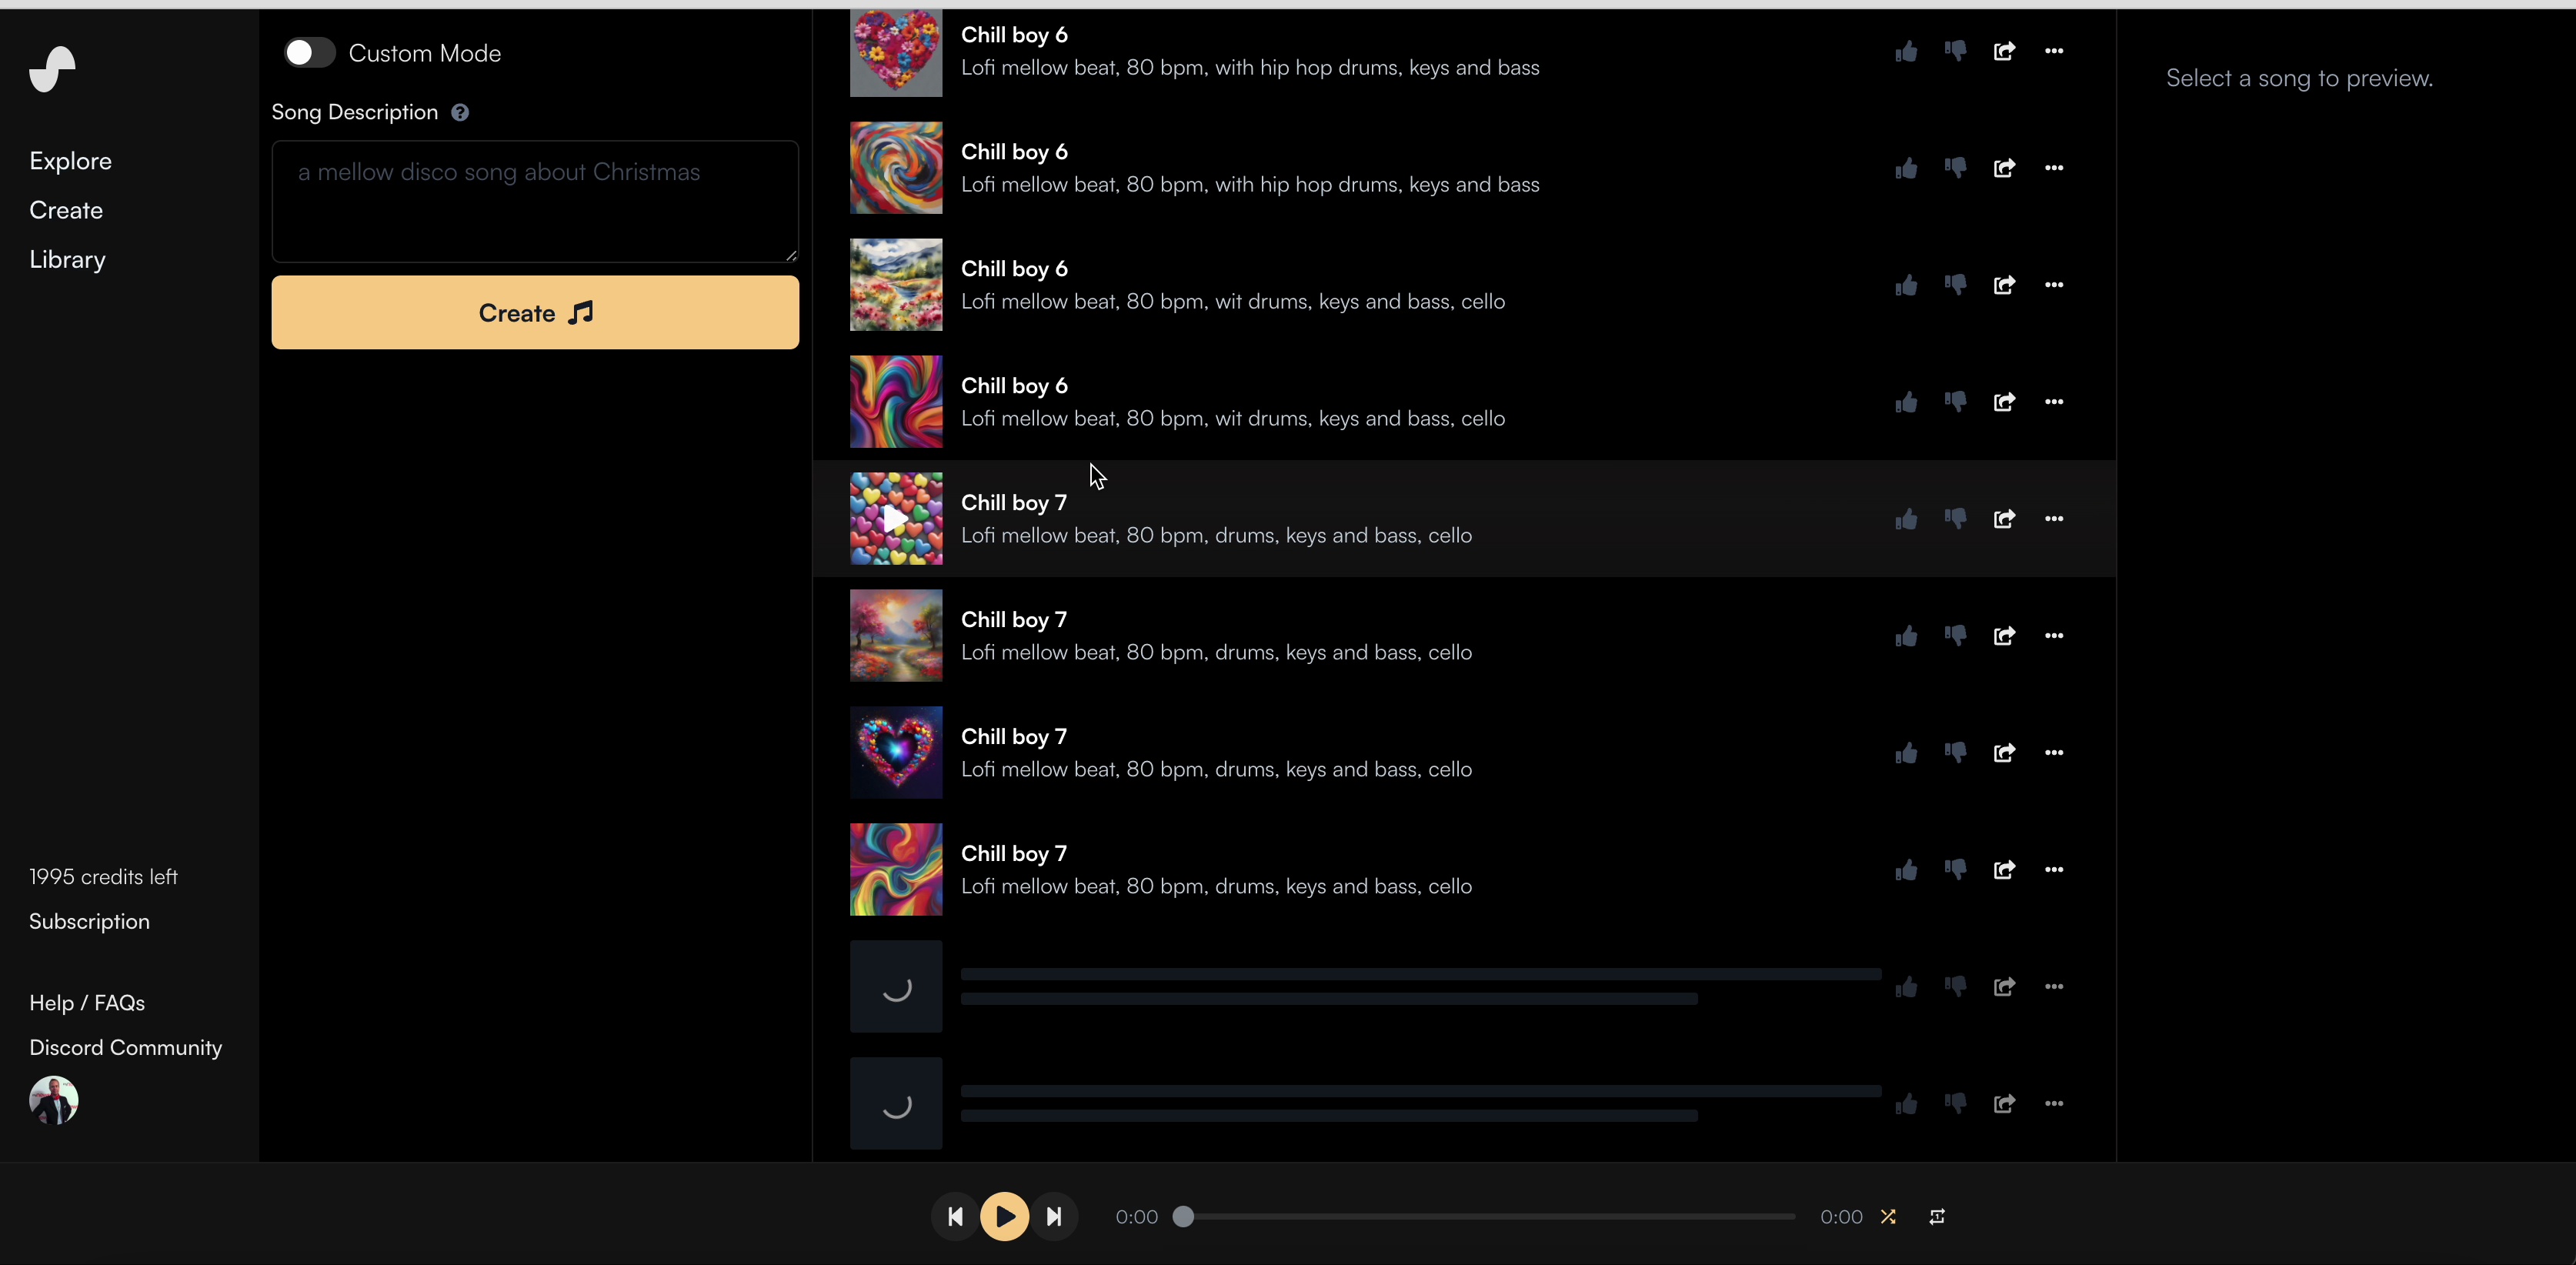 Explore
Create
Library
1995 credits left
Subscription
Help / FAQs
Discord Community
Custom Mode
Song Description
a mellow disco song about Christmas
Create
Chill boy 6
Lofi mellow beat, 80 bpm, with hip hop drums, keys and bass
Chill boy 6
Lofi mellow beat, 80 bpm, with hip hop drums, keys and bass
Chill boy 6
Lofi mellow beat, 80 bpm, wit drums, keys and bass, cello
Chill boy 6
Lofi mellow beat, 80 bpm, wit drums, keys and bass, cello
Chill boy 7
Lofi mellow beat, 80 bpm, drums, keys and bass, cello
Chill boy 7
Lofi mellow beat, 80 bpm, drums, keys and bass, cello
Chill boy 7
Lofi mellow beat, 80 bpm, drums, keys and bass, cello
Chill boy 7
Lofi mellow beat, 80 bpm, drums, keys and bass, cello
Select a song to preview.
0:00
0:00